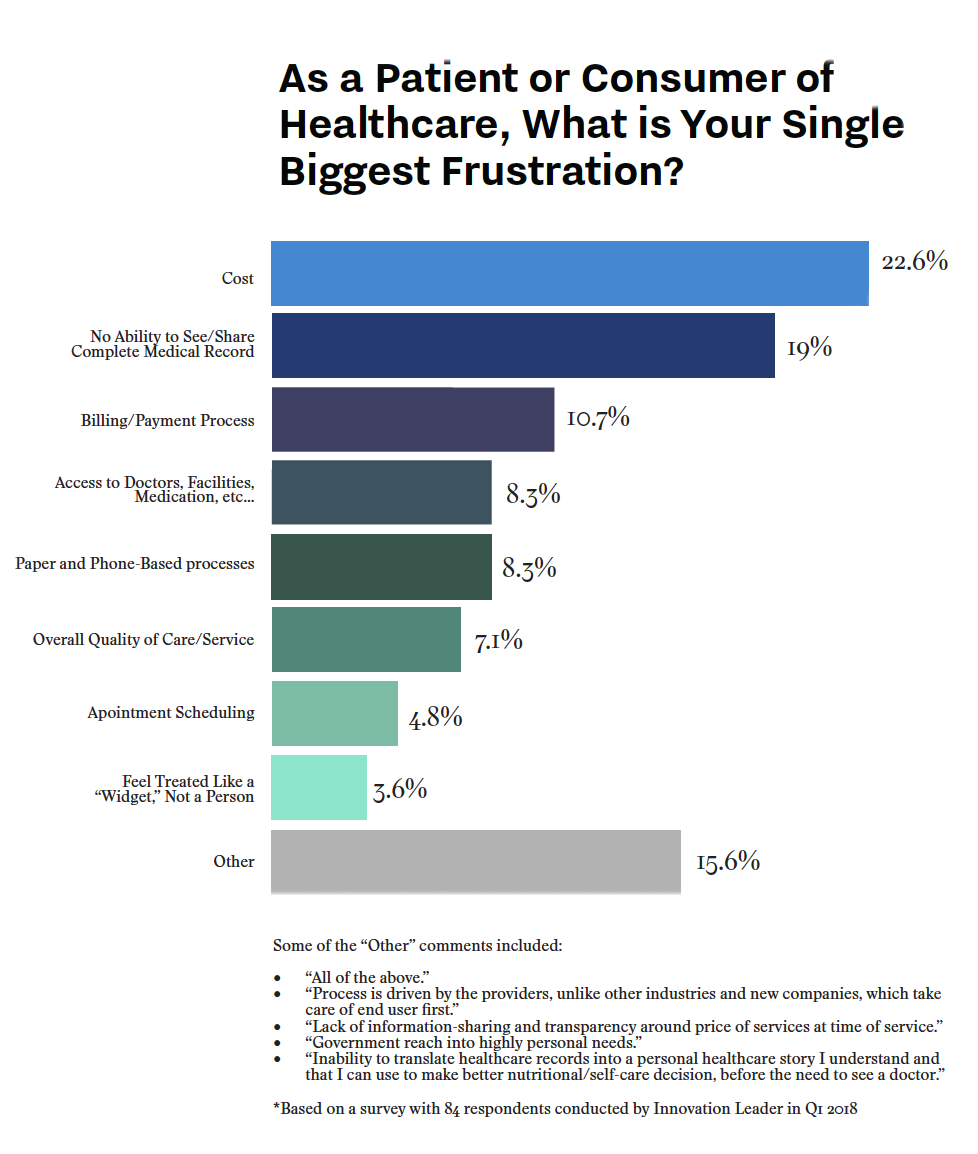 As a Patient or Consumer of
Healthcare, What is Your Single
Biggest Frustration?
Cost
22.6%
No Ability to See/Share
Complete Medical Record
19%
Billing/Payment Process
10.7%
Access to Doctors, Facilities,
Medication, etc...
8.3%
Paper and Phone-Based processes
8.3%
Overall Quality of Care/Service
7.1%
Apointment Scheduling
4.8%
Feel Treated Like a
“Widget,” Not a Person
3.6%
Other
15.6%
Some of the “Other” comments included:
• “All of the above.”
• “Process is driven by the providers, unlike other industries and new companies, which take
care of end user first.”
• “Lack of information-sharing and transparency around price of services at time of service.”
• “Government reach into highly personal needs.”
• “Inability to translate healthcare records into a personal healthcare story I understand and
that I can use to make better nutritional/self-care decision, before the need to see a doctor.”
*Based on a survey with 84 respondents conducted by Innovation Leader in Q1 2018